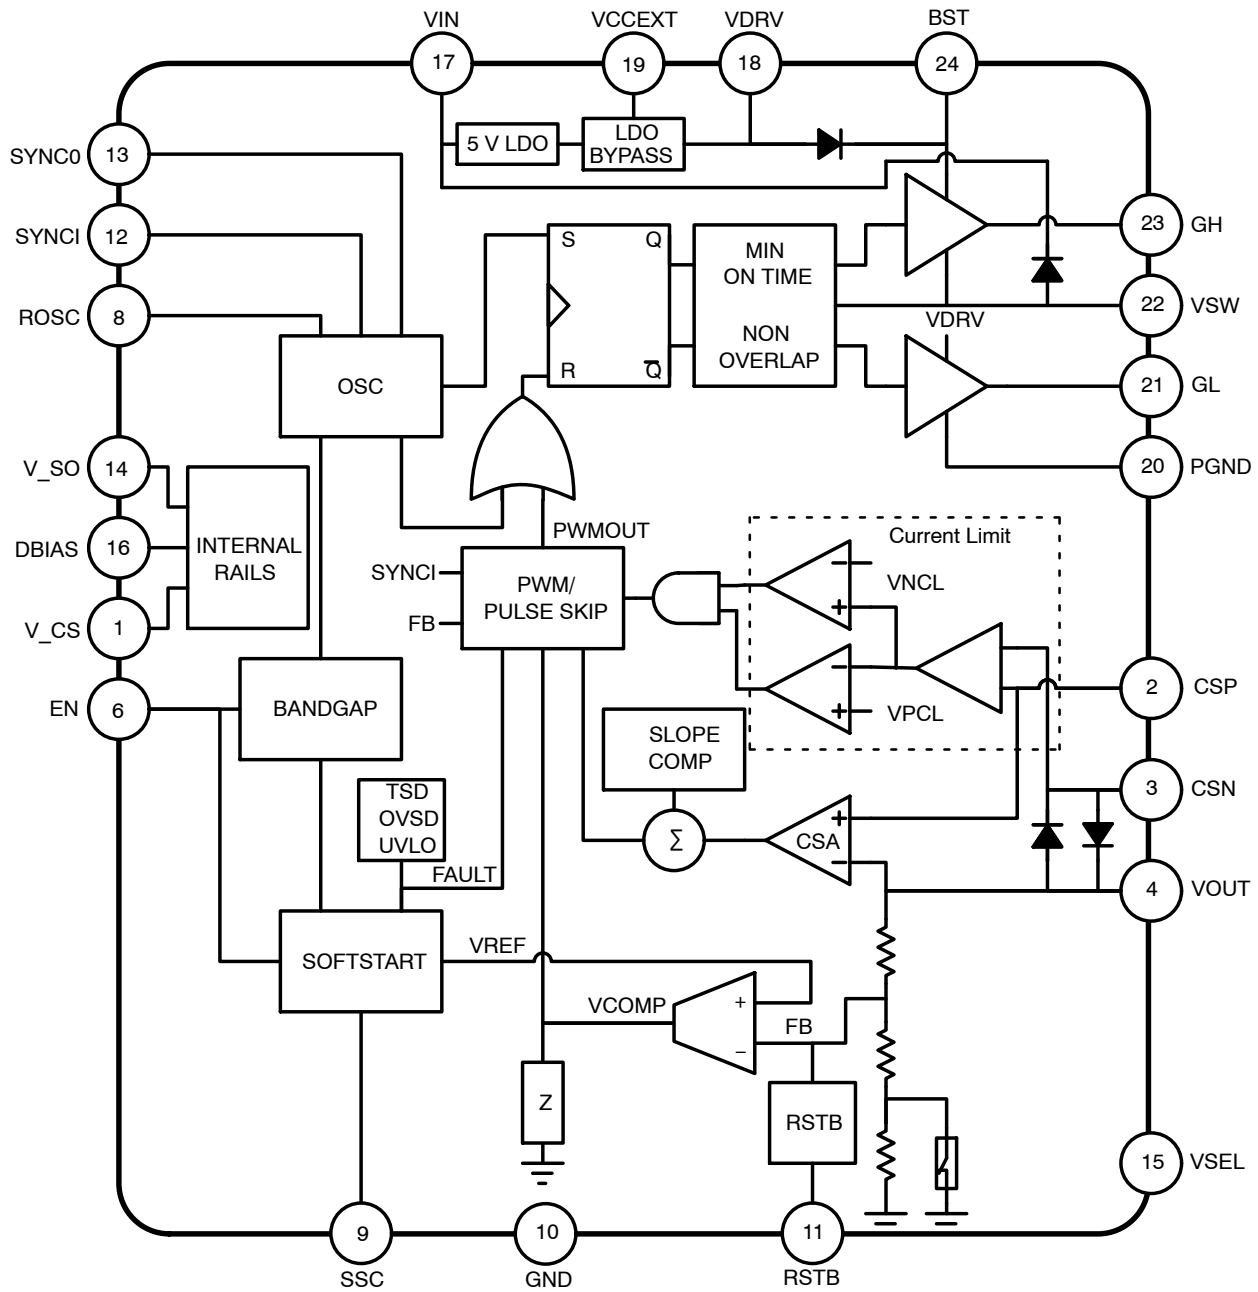 VIN
VCCEXT
VDRV
BST
17
19
18
24
SYNC0
13
5 V LDO
LDO
BYPASS
SYNCI
12
S
Q
MIN
ON TIME
23
GH
ROSC
8
22
VSW
VDRV
NON
OVERLAP
R
Q̅
OSC
21
GL
V_SO
14
20
PGND
DBIAS
16
INTERNAL
RAILS
PWMOUT
Current Limit
SYNCI
FB
PWM/
PULSE SKIP
−
VNCL
+
V_CS
1
−
VPCL
+
2
CSP
EN
6
BANDGAP
SLOPE
COMP
TSD
OVSD
UVLO
3
CSN
Σ
CSA
+
−
FAULT
4
VOUT
SOFTSTART
VREF
VCOMP
+
−
FB
Z
RSTB
15
VSEL
9
10
11
SSC
GND
RSTB